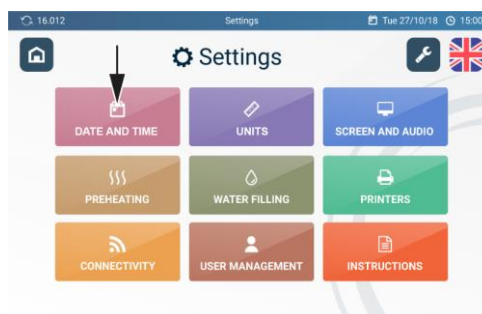 16.012 Settings Tue 27/10/18 15:00
Settings
DATE AND TIME UNITS SCREEN AND AUDIO
PREHEATING WATER FILLING PRINTERS
CONNECTIVITY USER MANAGEMENT INSTRUCTIONS